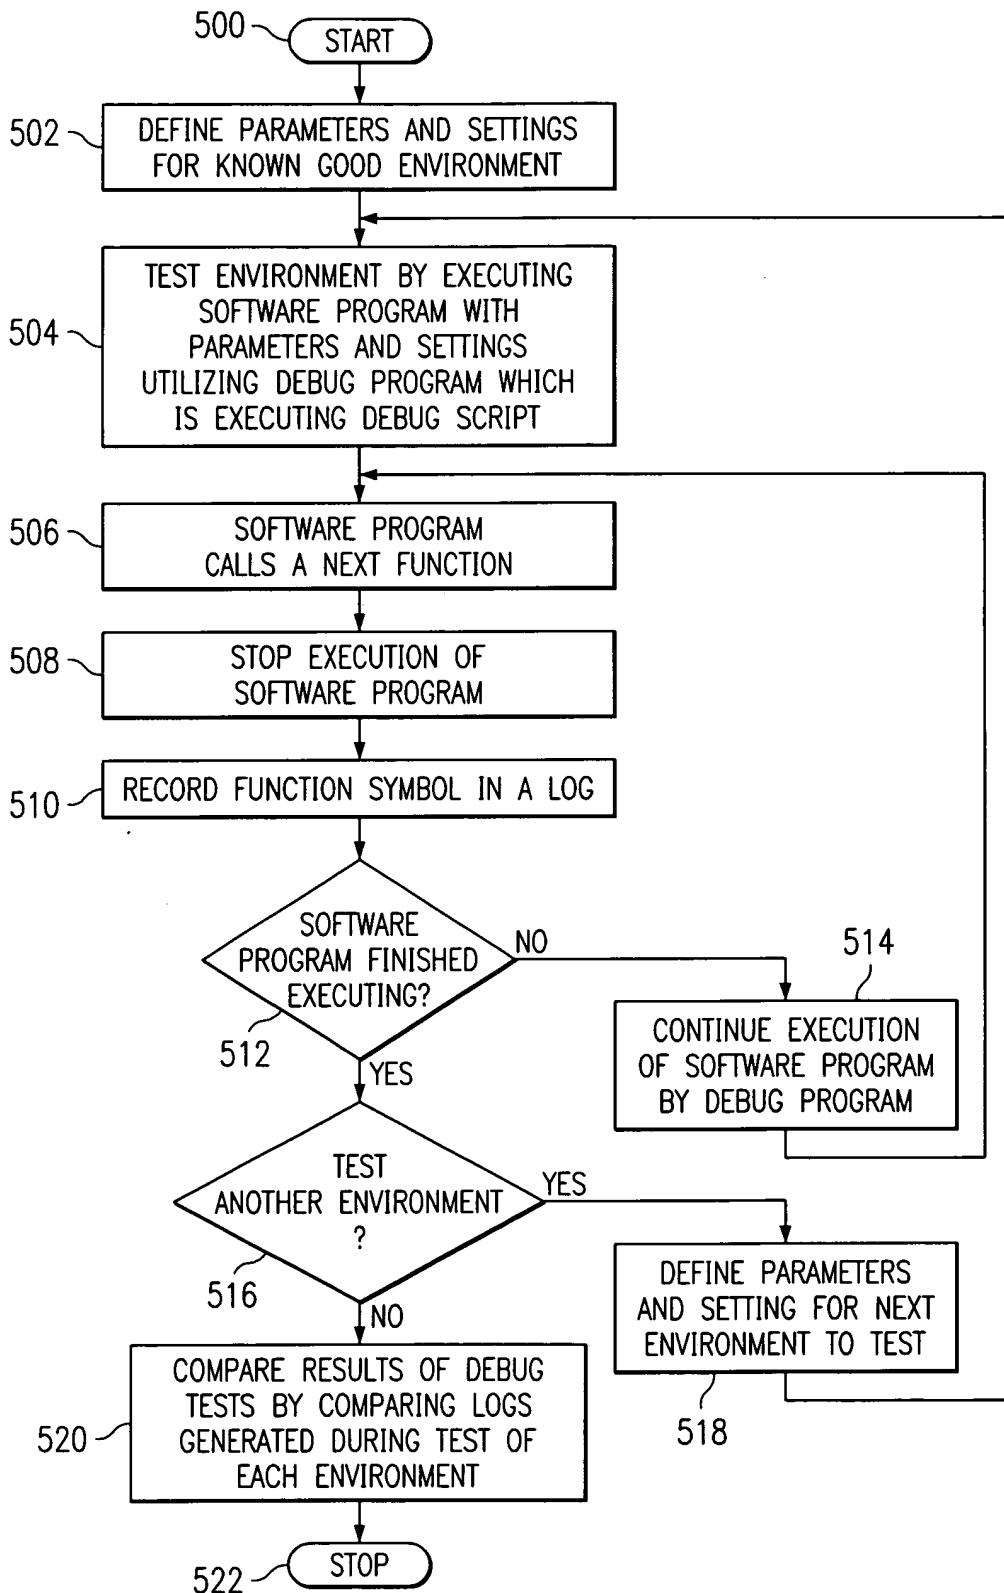 500
START
502
DEFINE PARAMETERS AND SETTINGS
FOR KNOWN GOOD ENVIRONMENT
504
TEST ENVIRONMENT BY EXECUTING
SOFTWARE PROGRAM WITH
PARAMETERS AND SETTINGS
UTILIZING DEBUG PROGRAM WHICH
IS EXECUTING DEBUG SCRIPT
506
SOFTWARE PROGRAM
CALLS A NEXT FUNCTION
508
STOP EXECUTION OF
SOFTWARE PROGRAM
510
RECORD FUNCTION SYMBOL IN A LOG
SOFTWARE
PROGRAM FINISHED
EXECUTING?
512
NO
YES
514
CONTINUE EXECUTION
OF SOFTWARE PROGRAM
BY DEBUG PROGRAM
TEST
ANOTHER ENVIRONMENT
?
516
YES
NO
DEFINE PARAMETERS
AND SETTING FOR NEXT
ENVIRONMENT TO TEST
518
520
COMPARE RESULTS OF DEBUG
TESTS BY COMPARING LOGS
GENERATED DURING TEST OF
EACH ENVIRONMENT
522
STOP